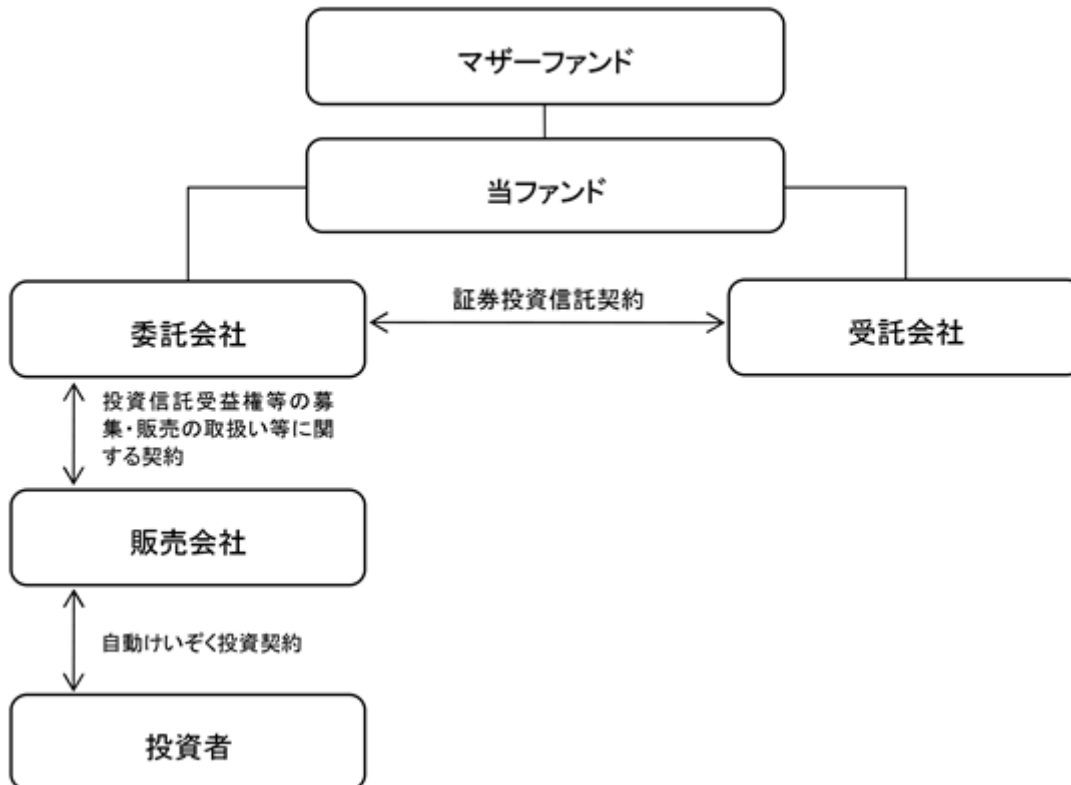 マザーファンド
当ファンド
委託会社
証券投資信託契約
受託会社
投資信託受益権等の募
集・販売の取扱い等に関
する契約
販売会社
自動けいぞく投資契約
投資者